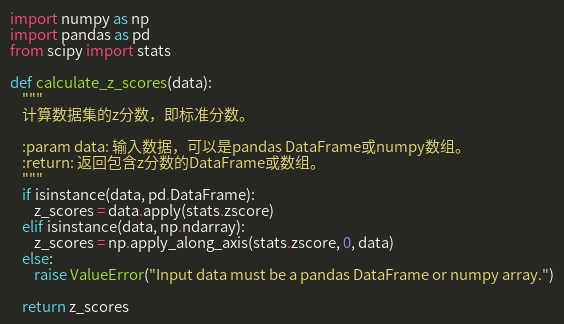 import numpy as np
import pandas as pd
from scipy import stats

def calculate_z_scores(data):
    """
    计算数据集的z分数，即标准分数。

    :param data: 输入数据，可以是pandas DataFrame或numpy数组。
    :return: 返回包含z分数的DataFrame或数组。
    """
    if isinstance(data, pd.DataFrame):
        z_scores = data.apply(stats.zscore)
    elif isinstance(data, np.ndarray):
        z_scores = np.apply_along_axis(stats.zscore, 0, data)
    else:
        raise ValueError("Input data must be a pandas DataFrame or numpy array.")

    return z_scores